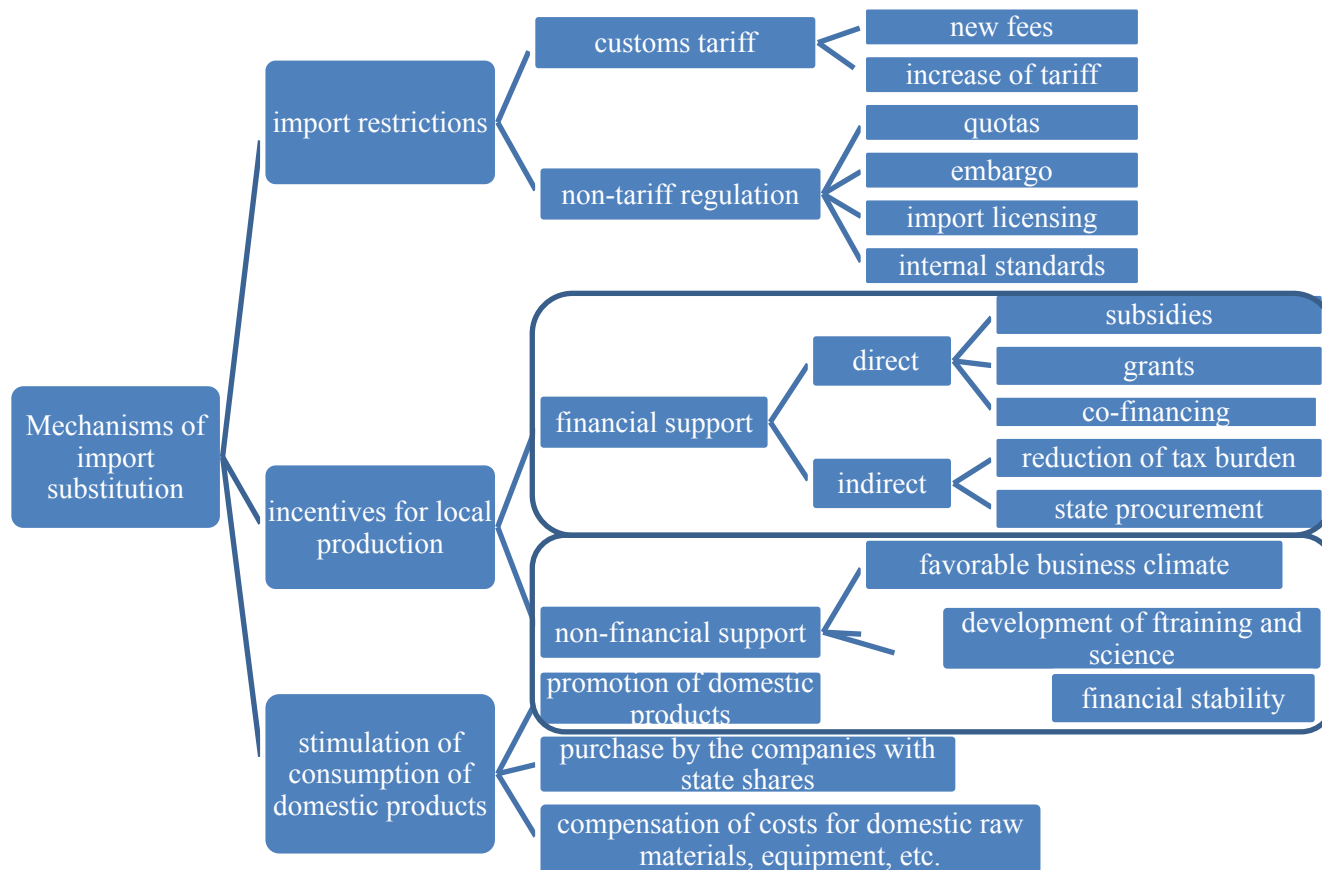 Mechanisms of
import
substitution
import restrictions
customs tariff
new fees
increase of tariff
non-tariff regulation
quotas
embargo
import licensing
internal standards
incentives for local
production
financial support
direct
subsidies
grants
co-financing
indirect
reduction of tax burden
state procurement
non-financial support
favorable business climate
development of ftraining and
science
financial stability
stimulation of
consumption of
domestic products
promotion of domestic
products
purchase by the companies with
state shares
compensation of costs for domestic raw
materials, equipment, etc.